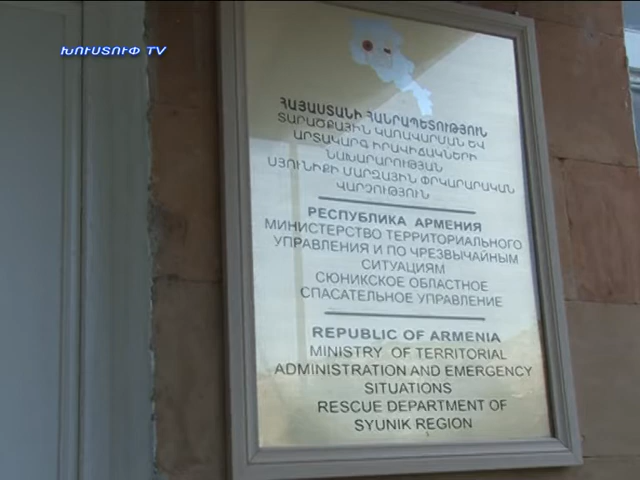 ԽՈՒՍՏՈՒՓ TV
ՀԱՅԱՍՏԱՆԻ ՀԱՆՐԱՊԵՏՈՒԹՅՈՒՆ
ՏԱՐԱԾՔԱՅԻՆ ԿԱՌԱՎԱՐՄԱՆ ԵՎ
ԱՐՏԱԿԱՐԳ ԻՐԱՎԻՃԱԿՆԵՐԻ
ՆԱԽԱՐԱՐՈՒԹՅԱՆ
ՍՅՈՒՆԻՔԻ ՄԱՐԶԱՅԻՆ ՓՐԿԱՐԱՐԱԿԱՆ
ՎԱՐՉՈՒԹՅՈՒՆ
РЕСПУБЛИКА АРМЕНИЯ
МИНИСТЕРСТВО ТЕРРИТОРИАЛЬНОГО
УПРАВЛЕНИЯ И ПО ЧРЕЗВЫЧАЙНЫМ
СИТУАЦИЯМ
СЮНИКСКОЕ ОБЛАСТНОЕ
СПАСАТЕЛЬНОЕ УПРАВЛЕНИЕ
REPUBLIC OF ARMENIA
MINISTRY OF TERRITORIAL
ADMINISTRATION AND EMERGENCY
SITUATIONS
RESCUE DEPARTMENT OF
SYUNIK REGION